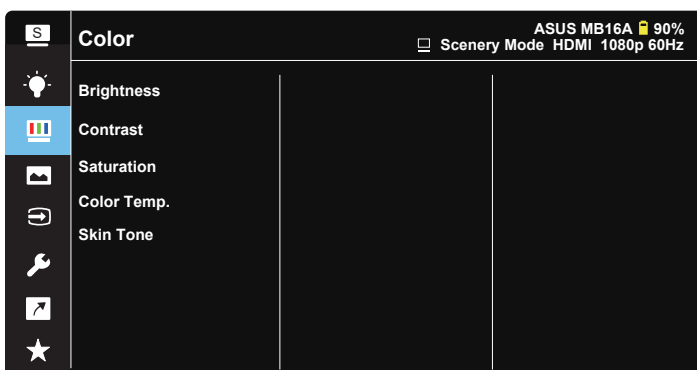 S
Color
ASUS MB16A 90%
Scenery Mode HDMI 1080p 60Hz
Brightness
Contrast
Saturation
Color Temp.
Skin Tone